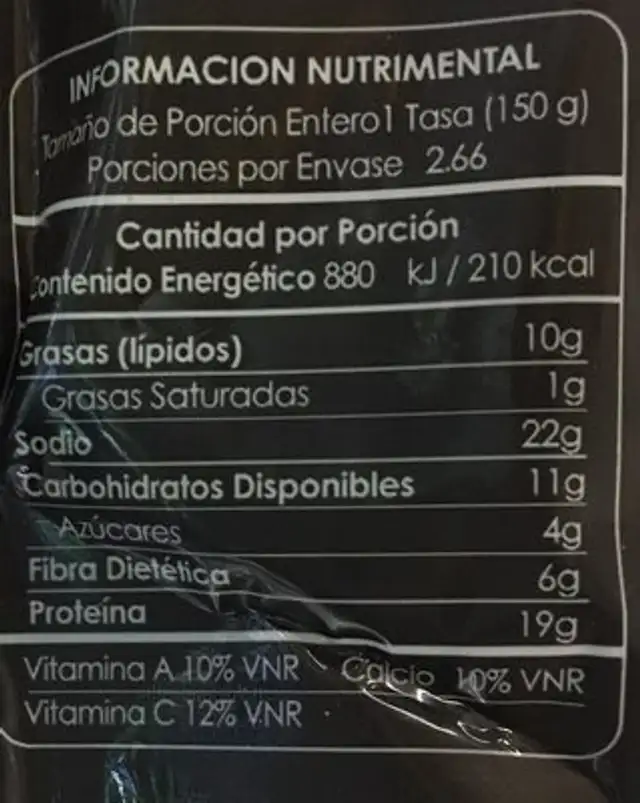 INFORMACION NUTRIMENTAL
Tamaño de Porción Entero1 Tasa (150 g)
Porciones por Envase 2.66
Cantidad por Porción
Contenido Energético 880 kJ / 210 kcal
Grasas (lípidos) 10g
Grasas Saturadas 1g
Sodio 22g
Carbohidratos Disponibles 11g
Azúcares 4g
Fibra Dietética 6g
Proteína 19g
Vitamina A 10% VNR Calcio 10% VNR
Vitamina C 12% VNR